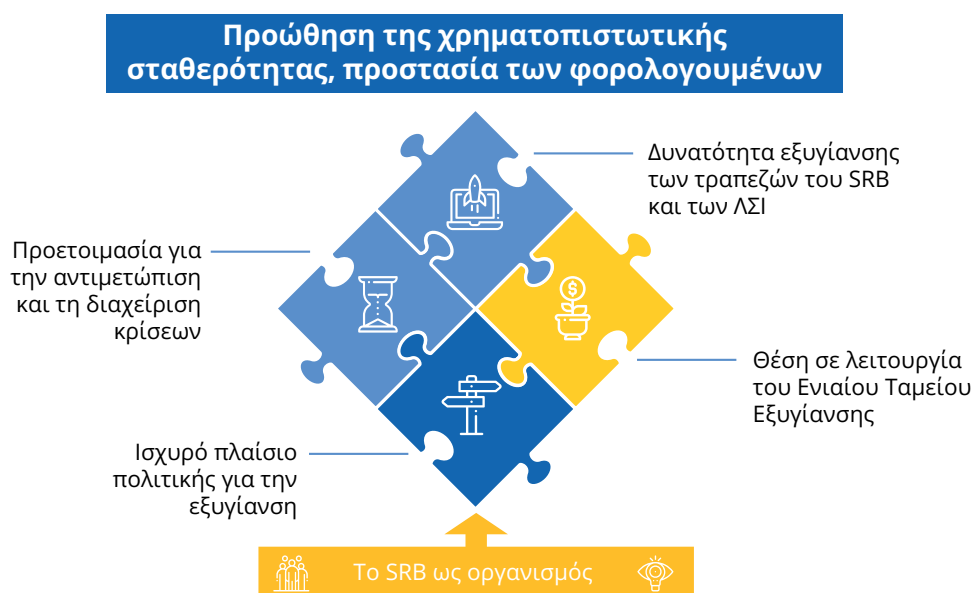 Προώθηση της χρηματοπιστωτικής
σταθερότητας, προστασία των φορολογουμένων
Δυνατότητα εξυγίανσης
των τραπεζών του SRB
και των ΛΣΙ
Προετοιμασία για
την αντιμετώπιση
και τη διαχείριση
κρίσεων
Θέση σε λειτουργία
του Ενιαίου Ταμείου
Εξυγίανσης
Ισχυρό πλαίσιο
πολιτικής για την
εξυγίανση
Το SRB ως οργανισμός